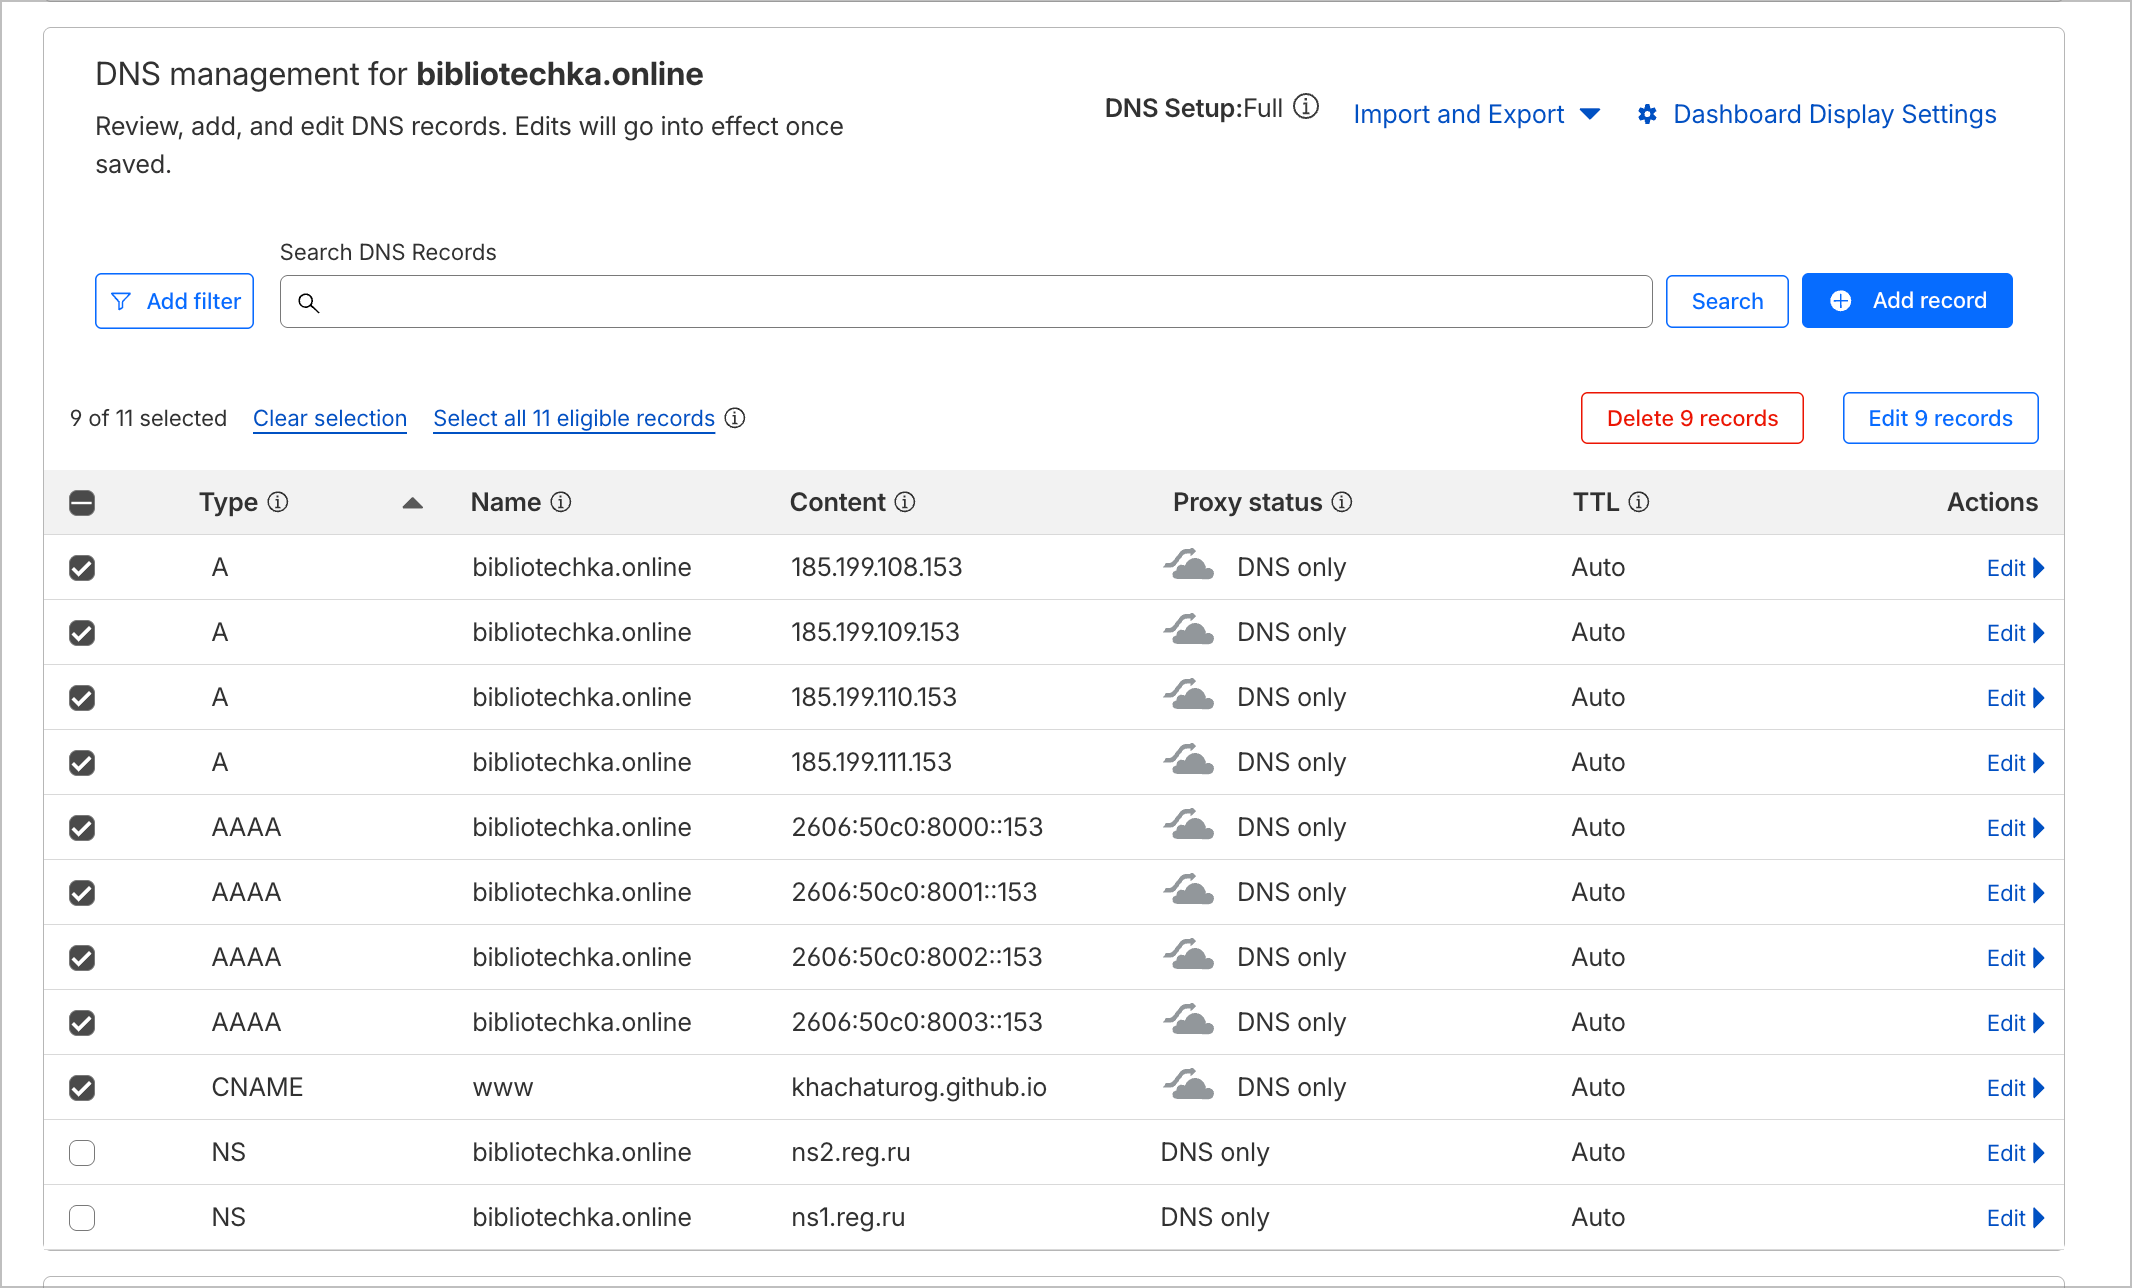 DNS management for bibliotechka.online
Review, add, and edit DNS records. Edits will go into effect once
saved.
DNS Setup:Full
Import and Export
Dashboard Display Settings
Search DNS Records
Add filter
Search
Add record
9 of 11 selected Clear selection Select all 11 eligible records
Delete 9 records
Edit 9 records
Type Name Content Proxy status TTL Actions
A bibliotechka.online 185.199.108.153 DNS only Auto Edit
A bibliotechka.online 185.199.109.153 DNS only Auto Edit
A bibliotechka.online 185.199.110.153 DNS only Auto Edit
A bibliotechka.online 185.199.111.153 DNS only Auto Edit
AAAA bibliotechka.online 2606:50c0:8000::153 DNS only Auto Edit
AAAA bibliotechka.online 2606:50c0:8001::153 DNS only Auto Edit
AAAA bibliotechka.online 2606:50c0:8002::153 DNS only Auto Edit
AAAA bibliotechka.online 2606:50c0:8003::153 DNS only Auto Edit
CNAME www khachaturog.github.io DNS only Auto Edit
NS bibliotechka.online ns2.reg.ru DNS only Auto Edit
NS bibliotechka.online ns1.reg.ru DNS only Auto Edit